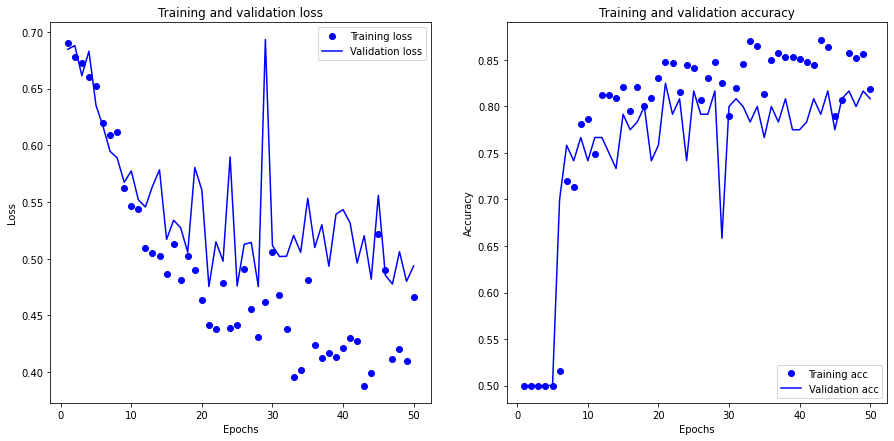 Training and validation loss
0.70
0.65
0.60
0.55
0.50
0.45
0.40
Loss
0
10
20
30
40
50
Epochs
Training loss
Validation loss
Training and validation accuracy
0.85
0.80
0.75
0.70
0.65
0.60
0.55
0.50
Accuracy
0
10
20
30
40
50
Epochs
Training acc
Validation acc